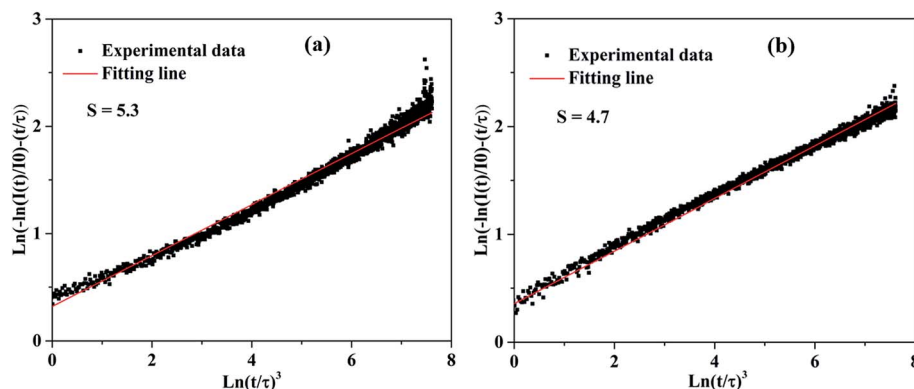 (a)
Experimental data
Fitting line
S = 5.3
Ln(-ln(I(t)/I0)-(t/τ))
3
2
1
0
0 2 4 6 8
Ln(t/τ)³
(b)
Experimental data
Fitting line
S = 4.7
Ln(-ln(I(t)/I0)-(t/τ))
3
2
1
0
0 2 4 6 8
Ln(t/τ)³